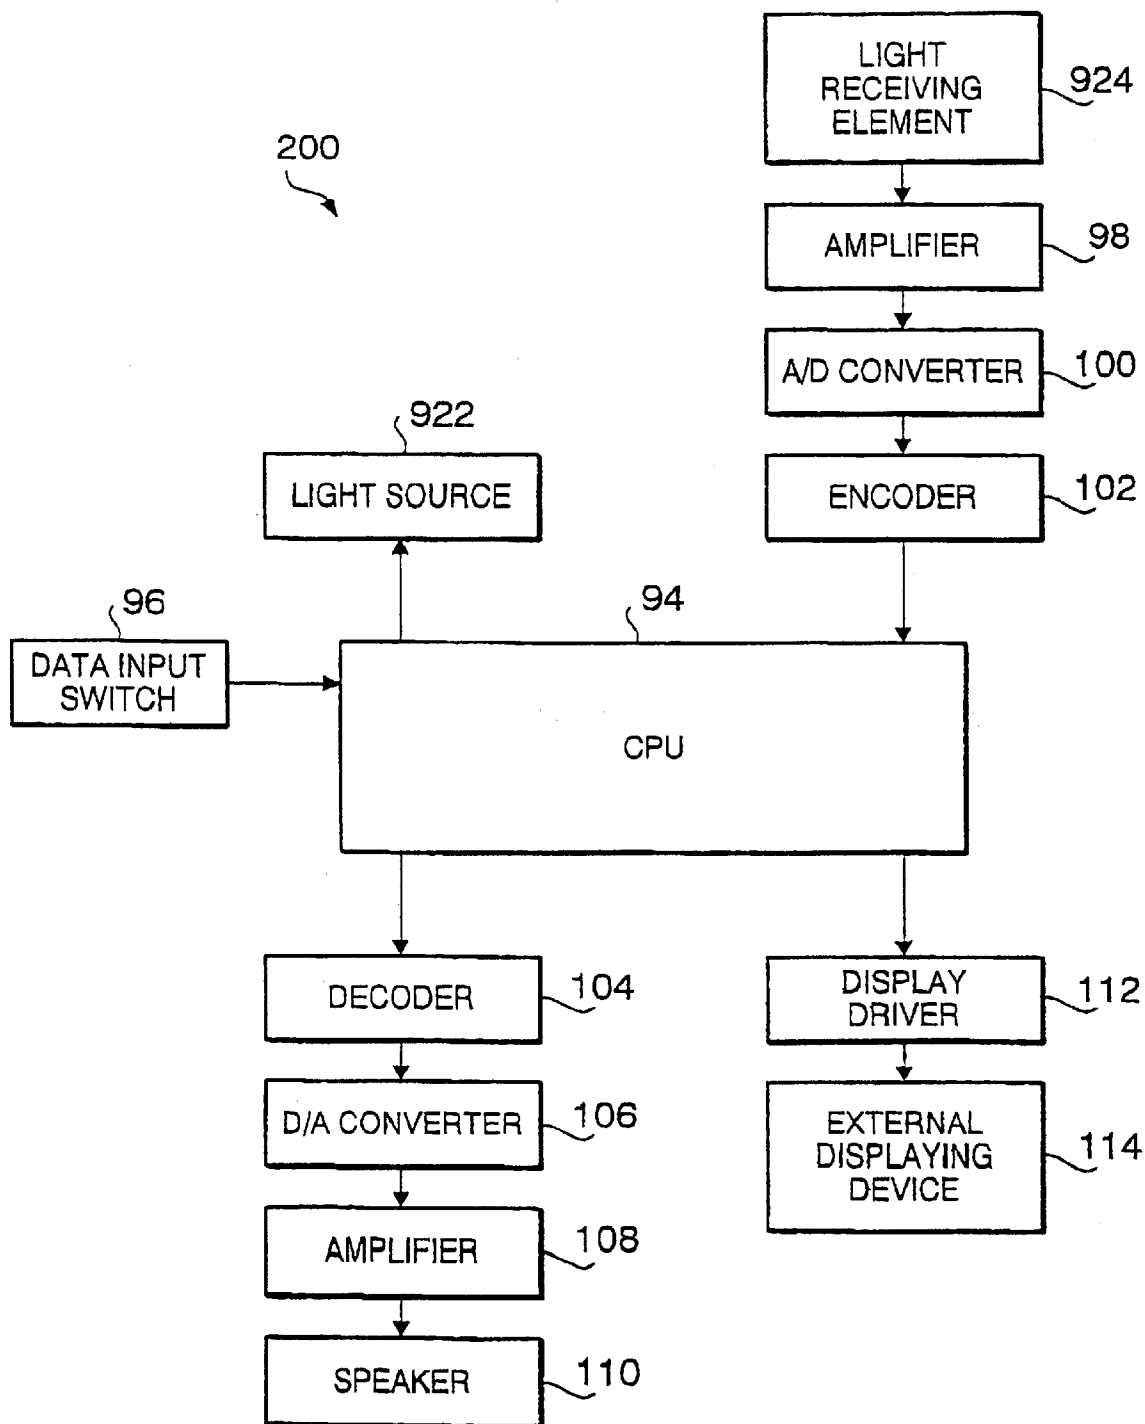 LIGHT
RECEIVING
ELEMENT
924
200
AMPLIFIER
98
A/D CONVERTER
100
922
LIGHT SOURCE
ENCODER
102
96
DATA INPUT
SWITCH
94
CPU
DECODER
104
DISPLAY
DRIVER
112
D/A CONVERTER
106
EXTERNAL
DISPLAYING
DEVICE
114
AMPLIFIER
108
SPEAKER
110